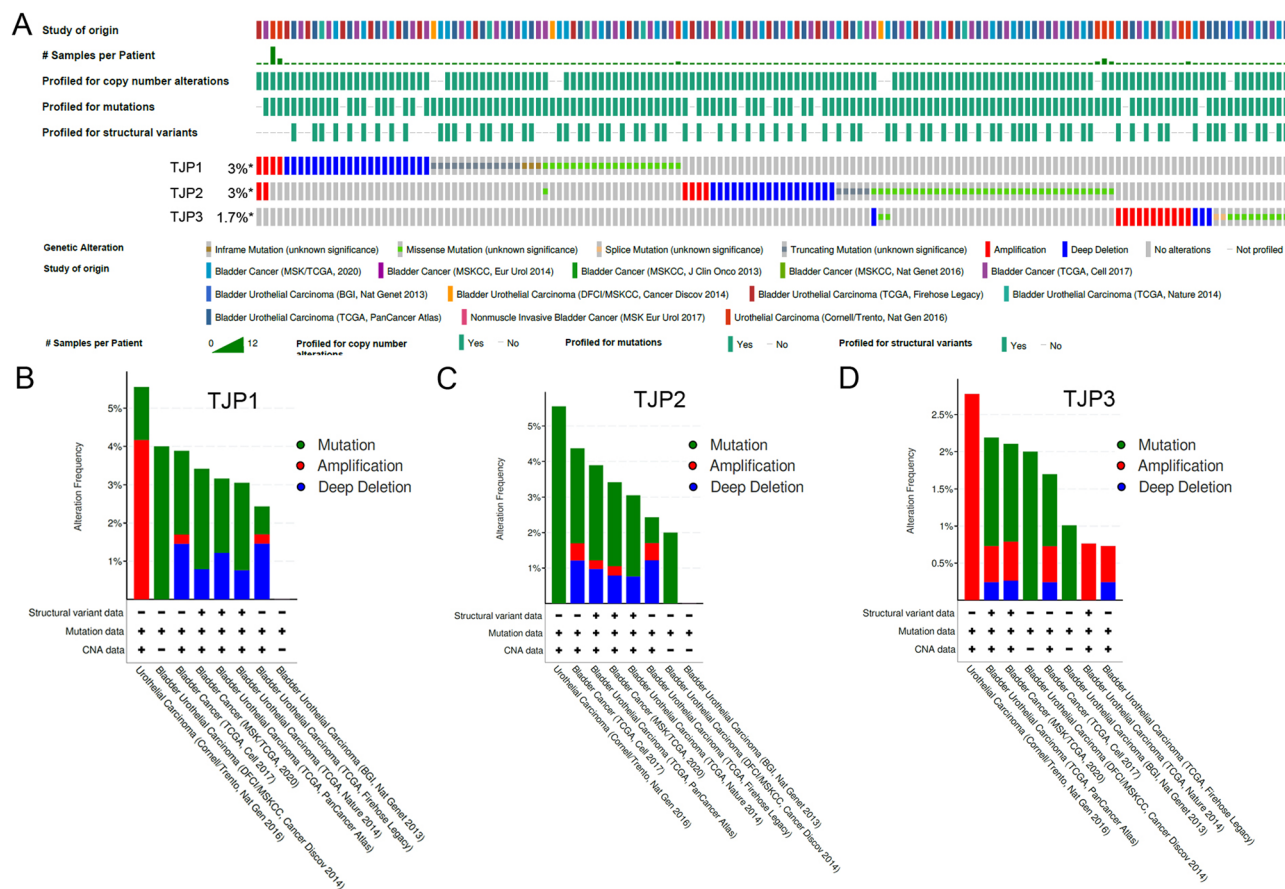 A
Study of origin
# Samples per Patient
Profiled for copy number alterations
Profiled for mutations
Profiled for structural variants
TJP1 3%*
TJP2 3%*
TJP3 1.7%*
Genetic Alteration Inframe Mutation (unknown significance) Missense Mutation (unknown significance) Splice Mutation (unknown significance) Truncating Mutation (unknown significance) Amplification Deep Deletion No alterations Not profiled
Study of origin Bladder Cancer (MSK/TCGA, 2020) Bladder Cancer (MSKCC, Eur Urol 2014) Bladder Cancer (MSKCC, J Clin Onco 2013) Bladder Cancer (MSKCC, Nat Genet 2016) Bladder Cancer (TCGA, Cell 2017)
Bladder Urothelial Carcinoma (BGI, Nat Genet 2013) Bladder Urothelial Carcinoma (DFCI/MSKCC, Cancer Discov 2014) Bladder Urothelial Carcinoma (TCGA, Firehose Legacy) Bladder Urothelial Carcinoma (TCGA, Nature 2014)
Bladder Urothelial Carcinoma (TCGA, PanCancer Atlas) Nonmuscle Invasive Bladder Cancer (MSK Eur Urol 2017) Urothelial Carcinoma (Cornell/Trento, Nat Gen 2016)
# Samples per Patient 0 12 Profiled for copy number alterations Yes No Profiled for mutations Yes No Profiled for structural variants Yes No
B
TJP1
Alteration Frequency
5%
4%
3%
2%
1%
Mutation
Amplification
Deep Deletion
Structural variant data - - - + + + - -
Mutation data + + + + + + + +
CNA data + - + + + + + -
Urothelial Carcinoma (Cornell/Trento, Nat Gen 2016)
Bladder Urothelial Carcinoma (DFCI/MSKCC, Cancer Discov 2014)
Bladder Cancer (TCGA, Cell 2017)
Bladder Cancer (MSK/TCGA, 2020)
Bladder Urothelial Carcinoma (TCGA, PanCancer Atlas)
Bladder Urothelial Carcinoma (TCGA, Nature 2014)
Bladder Urothelial Carcinoma (TCGA, Firehose Legacy)
Bladder Urothelial Carcinoma (BGI, Nat Genet 2013)
C
TJP2
Alteration Frequency
5%
4%
3%
2%
1%
Mutation
Amplification
Deep Deletion
Structural variant data - - + + + - - -
Mutation data + + + + + + + +
CNA data + + + + + + - -
Urothelial Carcinoma (Cornell/Trento, Nat Gen 2016)
Bladder Cancer (TCGA, Cell 2017)
Bladder Urothelial Carcinoma (TCGA, PanCancer Atlas)
Bladder Cancer (MSK/TCGA, 2020)
Bladder Urothelial Carcinoma (TCGA, Nature 2014)
Bladder Urothelial Carcinoma (TCGA, Firehose Legacy)
Bladder Urothelial Carcinoma (DFCI/MSKCC, Cancer Discov 2014)
Bladder Urothelial Carcinoma (BGI, Nat Genet 2013)
D
TJP3
Alteration Frequency
2.5%
2%
1.5%
1%
0.5%
Mutation
Amplification
Deep Deletion
Structural variant data - + + - - - + -
Mutation data + + + + + + + +
CNA data + + + - + - + +
Urothelial Carcinoma (Cornell/Trento, Nat Gen 2016)
Bladder Urothelial Carcinoma (TCGA, PanCancer Atlas)
Bladder Cancer (MSK/TCGA, 2020)
Bladder Urothelial Carcinoma (DFCI/MSKCC, Cancer Discov 2014)
Bladder Cancer (TCGA, Cell 2017)
Bladder Urothelial Carcinoma (BGI, Nat Genet 2013)
Bladder Urothelial Carcinoma (TCGA, Nature 2014)
Bladder Urothelial Carcinoma (TCGA, Firehose Legacy)